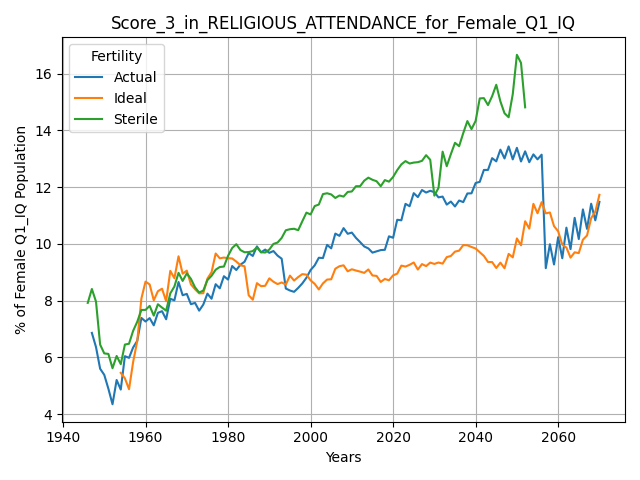 Score_3_in_RELIGIOUS_ATTENDANCE_for_Female_Q1_IQ
Fertility
Actual
Ideal
Sterile
% of Female Q1_IQ Population
16
14
12
10
8
6
4
1940 1960 1980 2000 2020 2040 2060
Years